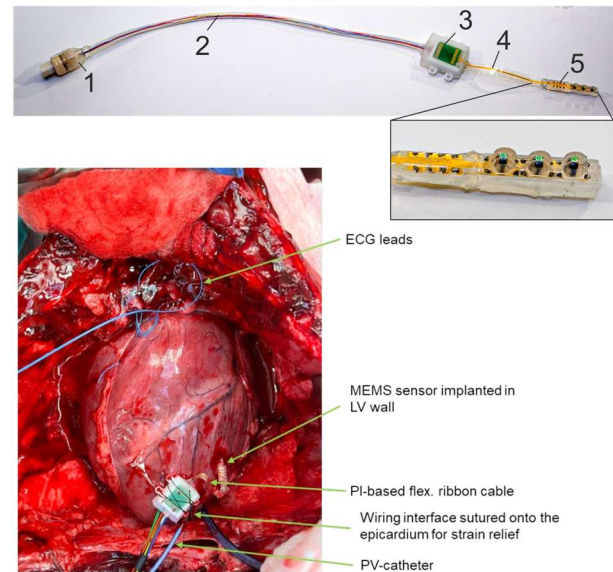 1
2
3
4
5
ECG leads
MEMS sensor implanted in
LV wall
PI-based flex. ribbon cable
Wiring interface sutured onto the
epicardium for strain relief
PV-catheter